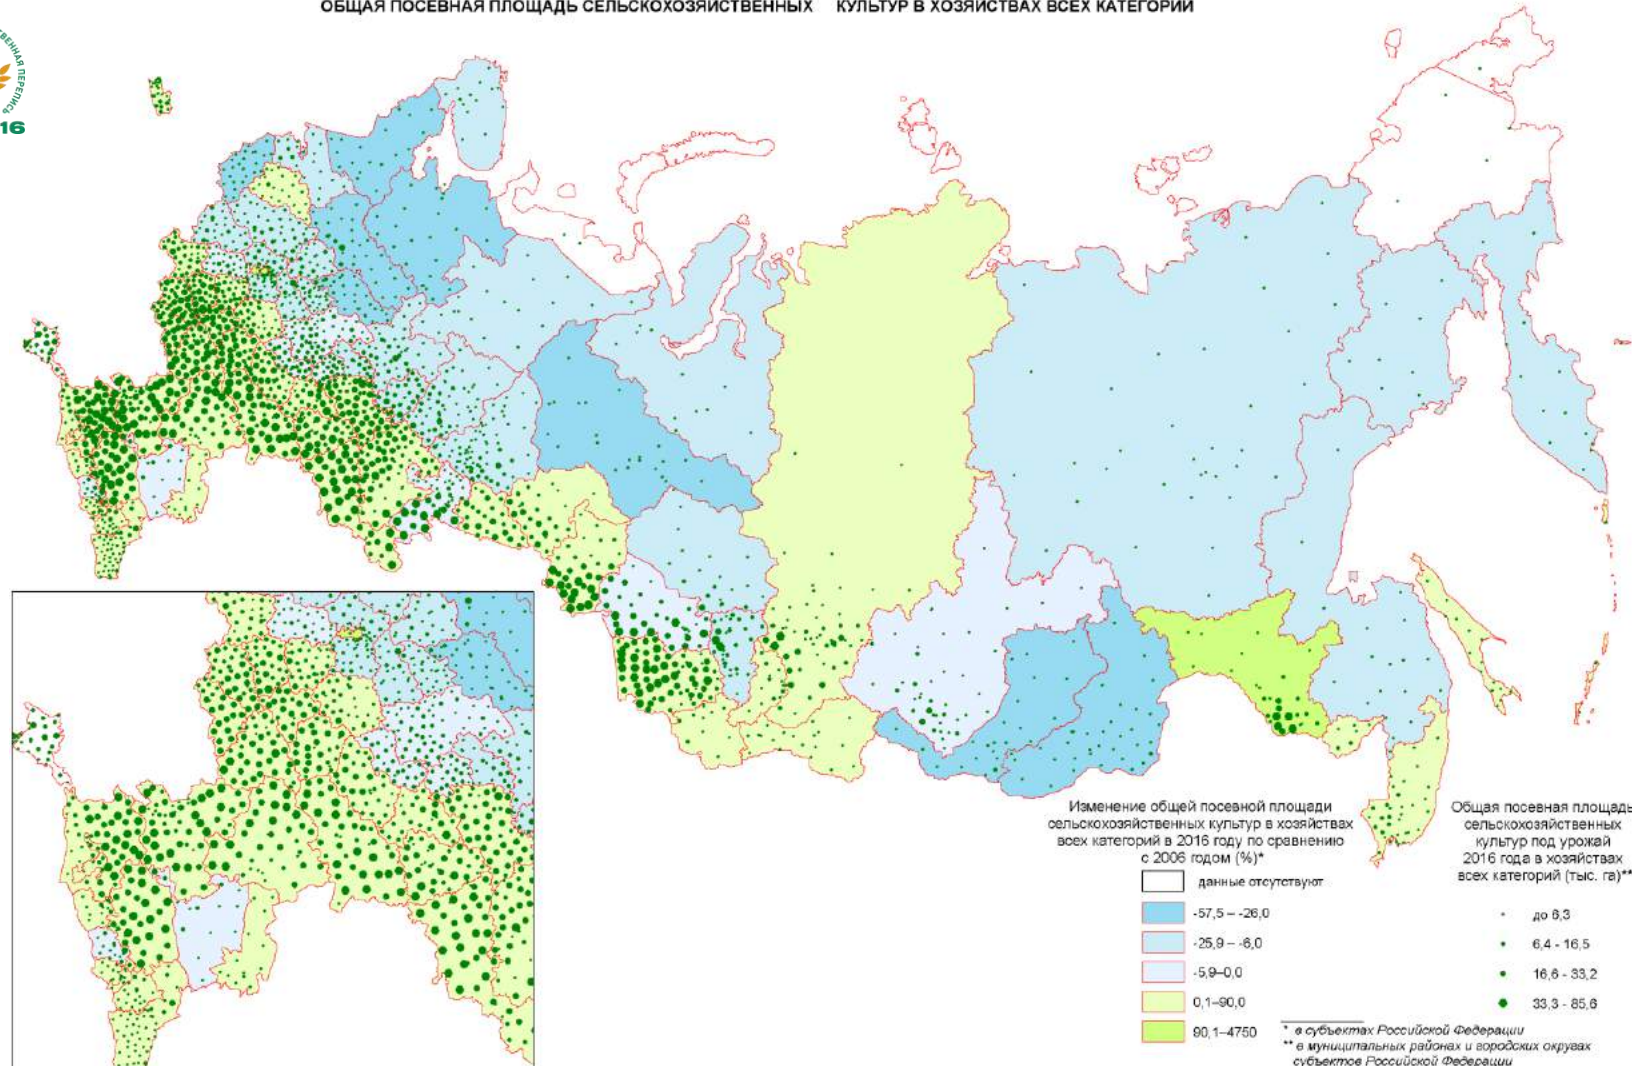 ОБЩАЯ ПОСЕВНАЯ ПЛОЩАДЬ СЕЛЬСКОХОЗЯЙСТВЕННЫХ КУЛЬТУР В ХОЗЯЙСТВАХ ВСЕХ КАТЕГОРИЙ
ВЕННАЯ ПЕРЕПИСЬ
16
Изменение общей посевной площади
сельскохозяйственных культур в хозяйствах
всех категорий в 2016 году по сравнению
с 2006 годом (%)*
данные отсутствуют
-57,5 – -26,0
-25,9 – -6,0
-5,9–0,0
0,1–90,0
90,1–4750
Общая посевная площадь
сельскохозяйственных
культур под урожай
2016 года в хозяйствах
всех категорий (тыс. га)**
до 6,3
6,4 - 16,5
16,6 - 33,2
33,3 - 85,6
* в субъектах Российской Федерации
** в муниципальных районах и городских округах
субъектов Российской Федерации